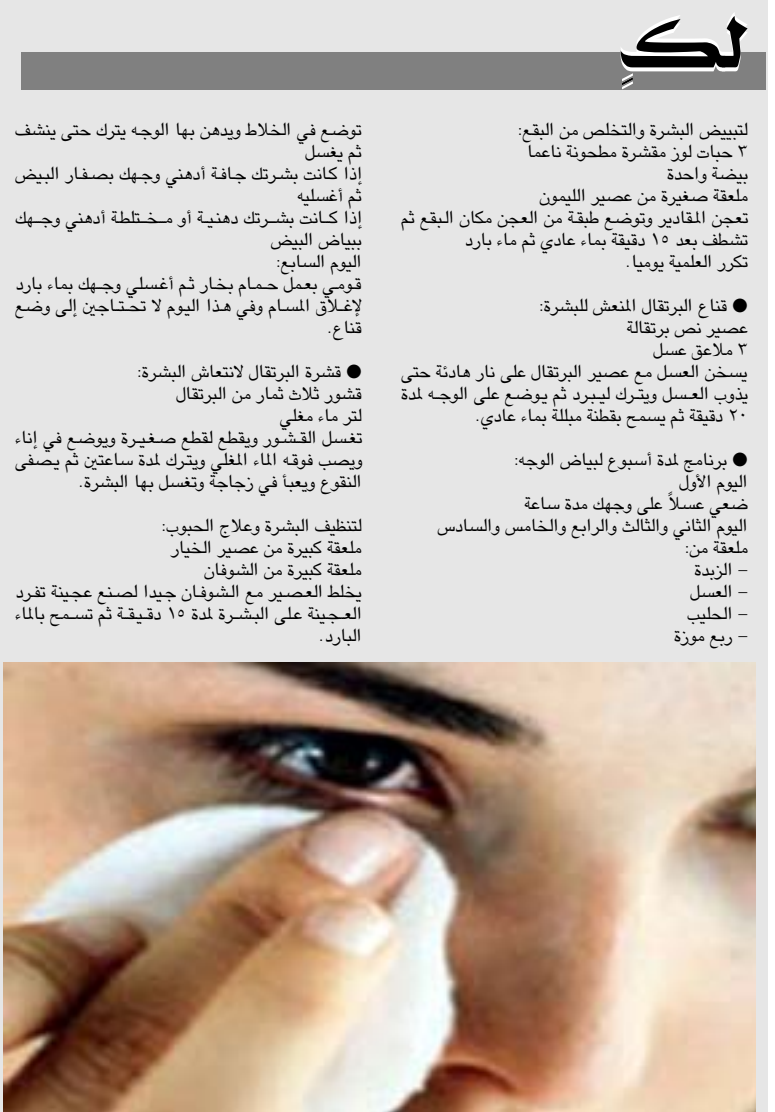 لكِ
لتبييض البشرة والتخلص من البقع:
٣ حبات لوز مقشرة مطحونة ناعما
بيضة واحدة
ملعقة صغيرة من عصير الليمون
تعجن المقادير وتوضع طبقة من العجن مكان البقع ثم
تشطف بعد ١٥ دقيقة بماء عادي ثم ماء بارد
تكرر العلمية يوميا.
● قناع البرتقال المنعش للبشرة:
عصير نص برتقالة
٣ ملاعق عسل
يسخن العسل مع عصير البرتقال على نار هادئة حتى
يذوب العسل ويترك ليبرد ثم يوضع على الوجه لمدة
٢٠ دقيقة ثم يسمح بقطنة مبللة بماء عادي.
● برنامج لمدة أسبوع لبياض الوجه:
اليوم الأول
ضعي عسلاً على وجهك مدة ساعة
اليوم الثاني والثالث والرابع والخامس والسادس
ملعقة من:
– الزبدة
– العسل
– الحليب
– ربع موزة
توضع في الخلاط ويدهن بها الوجه يترك حتى ينشف
ثم يغسل
إذا كانت بشرتك جافة أدهني وجهك بصفار البيض
ثم أغسليه
إذا كانت بشرتك دهنية أو مختلطة أدهني وجهك
ببياض البيض
اليوم السابع:
قومي بعمل حمام بخار ثم أغسلي وجهك بماء بارد
لإغلاق المسام وفي هذا اليوم لا تحتاجين إلى وضع
قناع.
● قشرة البرتقال لانتعاش البشرة:
قشور ثلاث ثمار من البرتقال
لتر ماء مغلي
تغسل القشور ويقطع لقطع صغيرة ويوضع في إناء
ويصب فوقه الماء المغلي ويترك لمدة ساعتين ثم يصفى
النقوع ويعبأ في زجاجة وتغسل بها البشرة.
لتنظيف البشرة وعلاج الحبوب:
ملعقة كبيرة من عصير الخيار
ملعقة كبيرة من الشوفان
يخلط العصير مع الشوفان جيدا لصنع عجينة تفرد
العجينة على البشرة لمدة ١٥ دقيقة ثم تسمح بالماء
البارد.